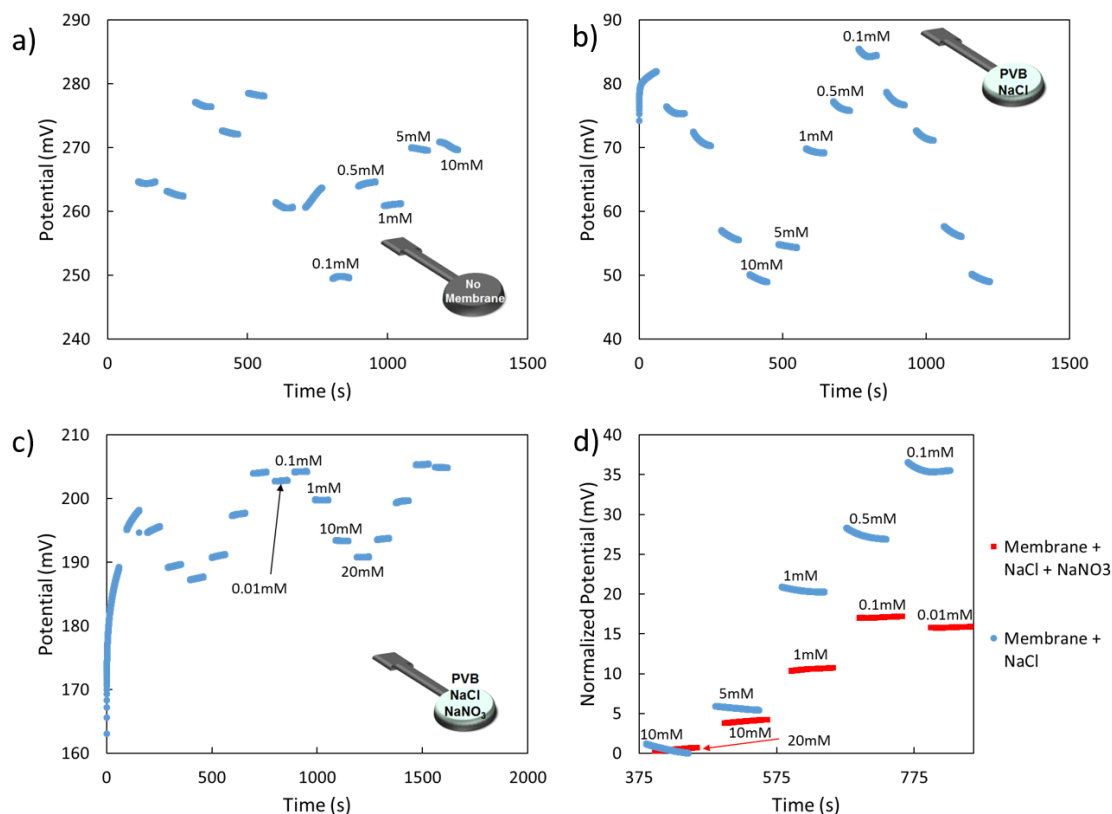 a)
290
280
270
260
250
240
Potential (mV)
0.1mM
0.5mM
1mM
5mM
10mM
No
Membrane
0 500 1000 1500
Time (s)
b)
90
80
70
60
50
40
Potential (mV)
10mM
5mM
1mM
0.5mM
0.1mM
PVB
NaCl
0 500 1000 1500
Time (s)
c)
210
200
190
180
170
160
Potential (mV)
0.1mM
1mM
10mM
20mM
0.01mM
PVB
NaCl
NaNO₃
0 500 1000 1500 2000
Time (s)
d)
40
35
30
25
20
15
10
5
0
Normalized Potential (mV)
0.1mM
0.5mM
1mM
0.1mM 0.01mM
1mM
5mM
10mM
10mM
20mM
375 575 775
Time (s)
Membrane +
NaCl + NaNO3
Membrane +
NaCl